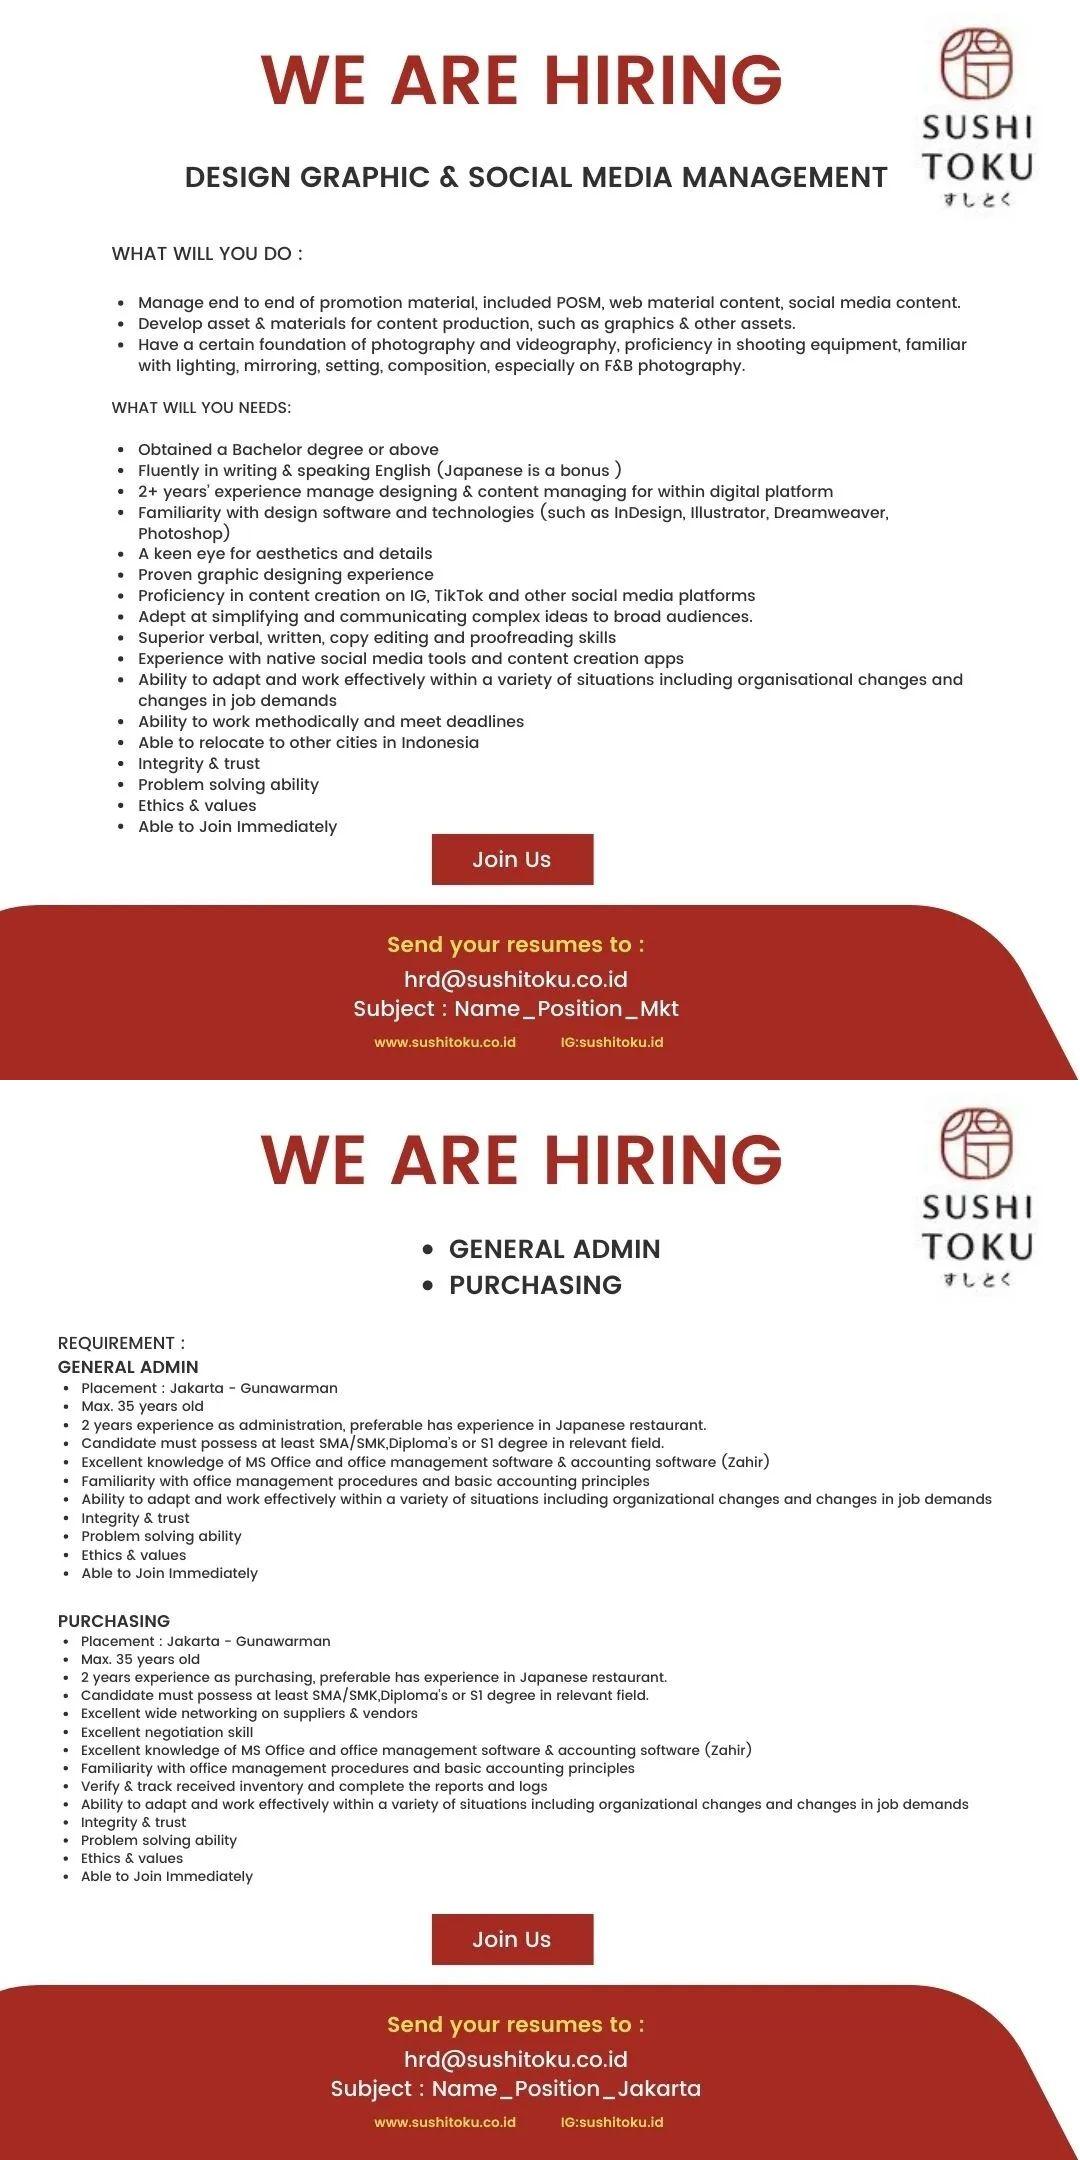 WE ARE HIRING
SUSHI
TOKU
すしとく
DESIGN GRAPHIC & SOCIAL MEDIA MANAGEMENT
WHAT WILL YOU DO :
• Manage end to end of promotion material, included POSM, web material content, social media content.
• Develop asset & materials for content production, such as graphics & other assets.
• Have a certain foundation of photography and videography, proficiency in shooting equipment, familiar
with lighting, mirroring, setting, composition, especially on F&B photography.
WHAT WILL YOU NEEDS:
• Obtained a Bachelor degree or above
• Fluently in writing & speaking English (Japanese is a bonus )
• 2+ years' experience manage designing & content managing for within digital platform
• Familiarity with design software and technologies (such as InDesign, Illustrator, Dreamweaver,
Photoshop)
• A keen eye for aesthetics and details
• Proven graphic designing experience
• Proficiency in content creation on IG, TikTok and other social media platforms
• Adept at simplifying and communicating complex ideas to broad audiences.
• Superior verbal, written, copy editing and proofreading skills
• Experience with native social media tools and content creation apps
• Ability to adapt and work effectively within a variety of situations including organisational changes and
changes in job demands
• Ability to work methodically and meet deadlines
• Able to relocate to other cities in Indonesia
• Integrity & trust
• Problem solving ability
• Ethics & values
• Able to Join Immediately
Join Us
Send your resumes to :
hrd@sushitoku.co.id
Subject : Name_Position_Mkt
www.sushitoku.co.id IG:sushitoku.id
WE ARE HIRING
SUSHI
TOKU
すしとく
• GENERAL ADMIN
• PURCHASING
REQUIREMENT :
GENERAL ADMIN
• Placement : Jakarta - Gunawarman
• Max. 35 years old
• 2 years experience as administration, preferable has experience in Japanese restaurant.
• Candidate must possess at least SMA/SMK,Diploma's or S1 degree in relevant field.
• Excellent knowledge of MS Office and office management software & accounting software (Zahir)
• Familiarity with office management procedures and basic accounting principles
• Ability to adapt and work effectively within a variety of situations including organizational changes and changes in job demands
• Integrity & trust
• Problem solving ability
• Ethics & values
• Able to Join Immediately
PURCHASING
• Placement : Jakarta - Gunawarman
• Max. 35 years old
• 2 years experience as purchasing, preferable has experience in Japanese restaurant.
• Candidate must possess at least SMA/SMK,Diploma's or S1 degree in relevant field.
• Excellent wide networking on suppliers & vendors
• Excellent negotiation skill
• Excellent knowledge of MS Office and office management software & accounting software (Zahir)
• Familiarity with office management procedures and basic accounting principles
• Verify & track received inventory and complete the reports and logs
• Ability to adapt and work effectively within a variety of situations including organizational changes and changes in job demands
• Integrity & trust
• Problem solving ability
• Ethics & values
• Able to Join Immediately
Join Us
Send your resumes to :
hrd@sushitoku.co.id
Subject : Name_Position_Jakarta
www.sushitoku.co.id IG:sushitoku.id